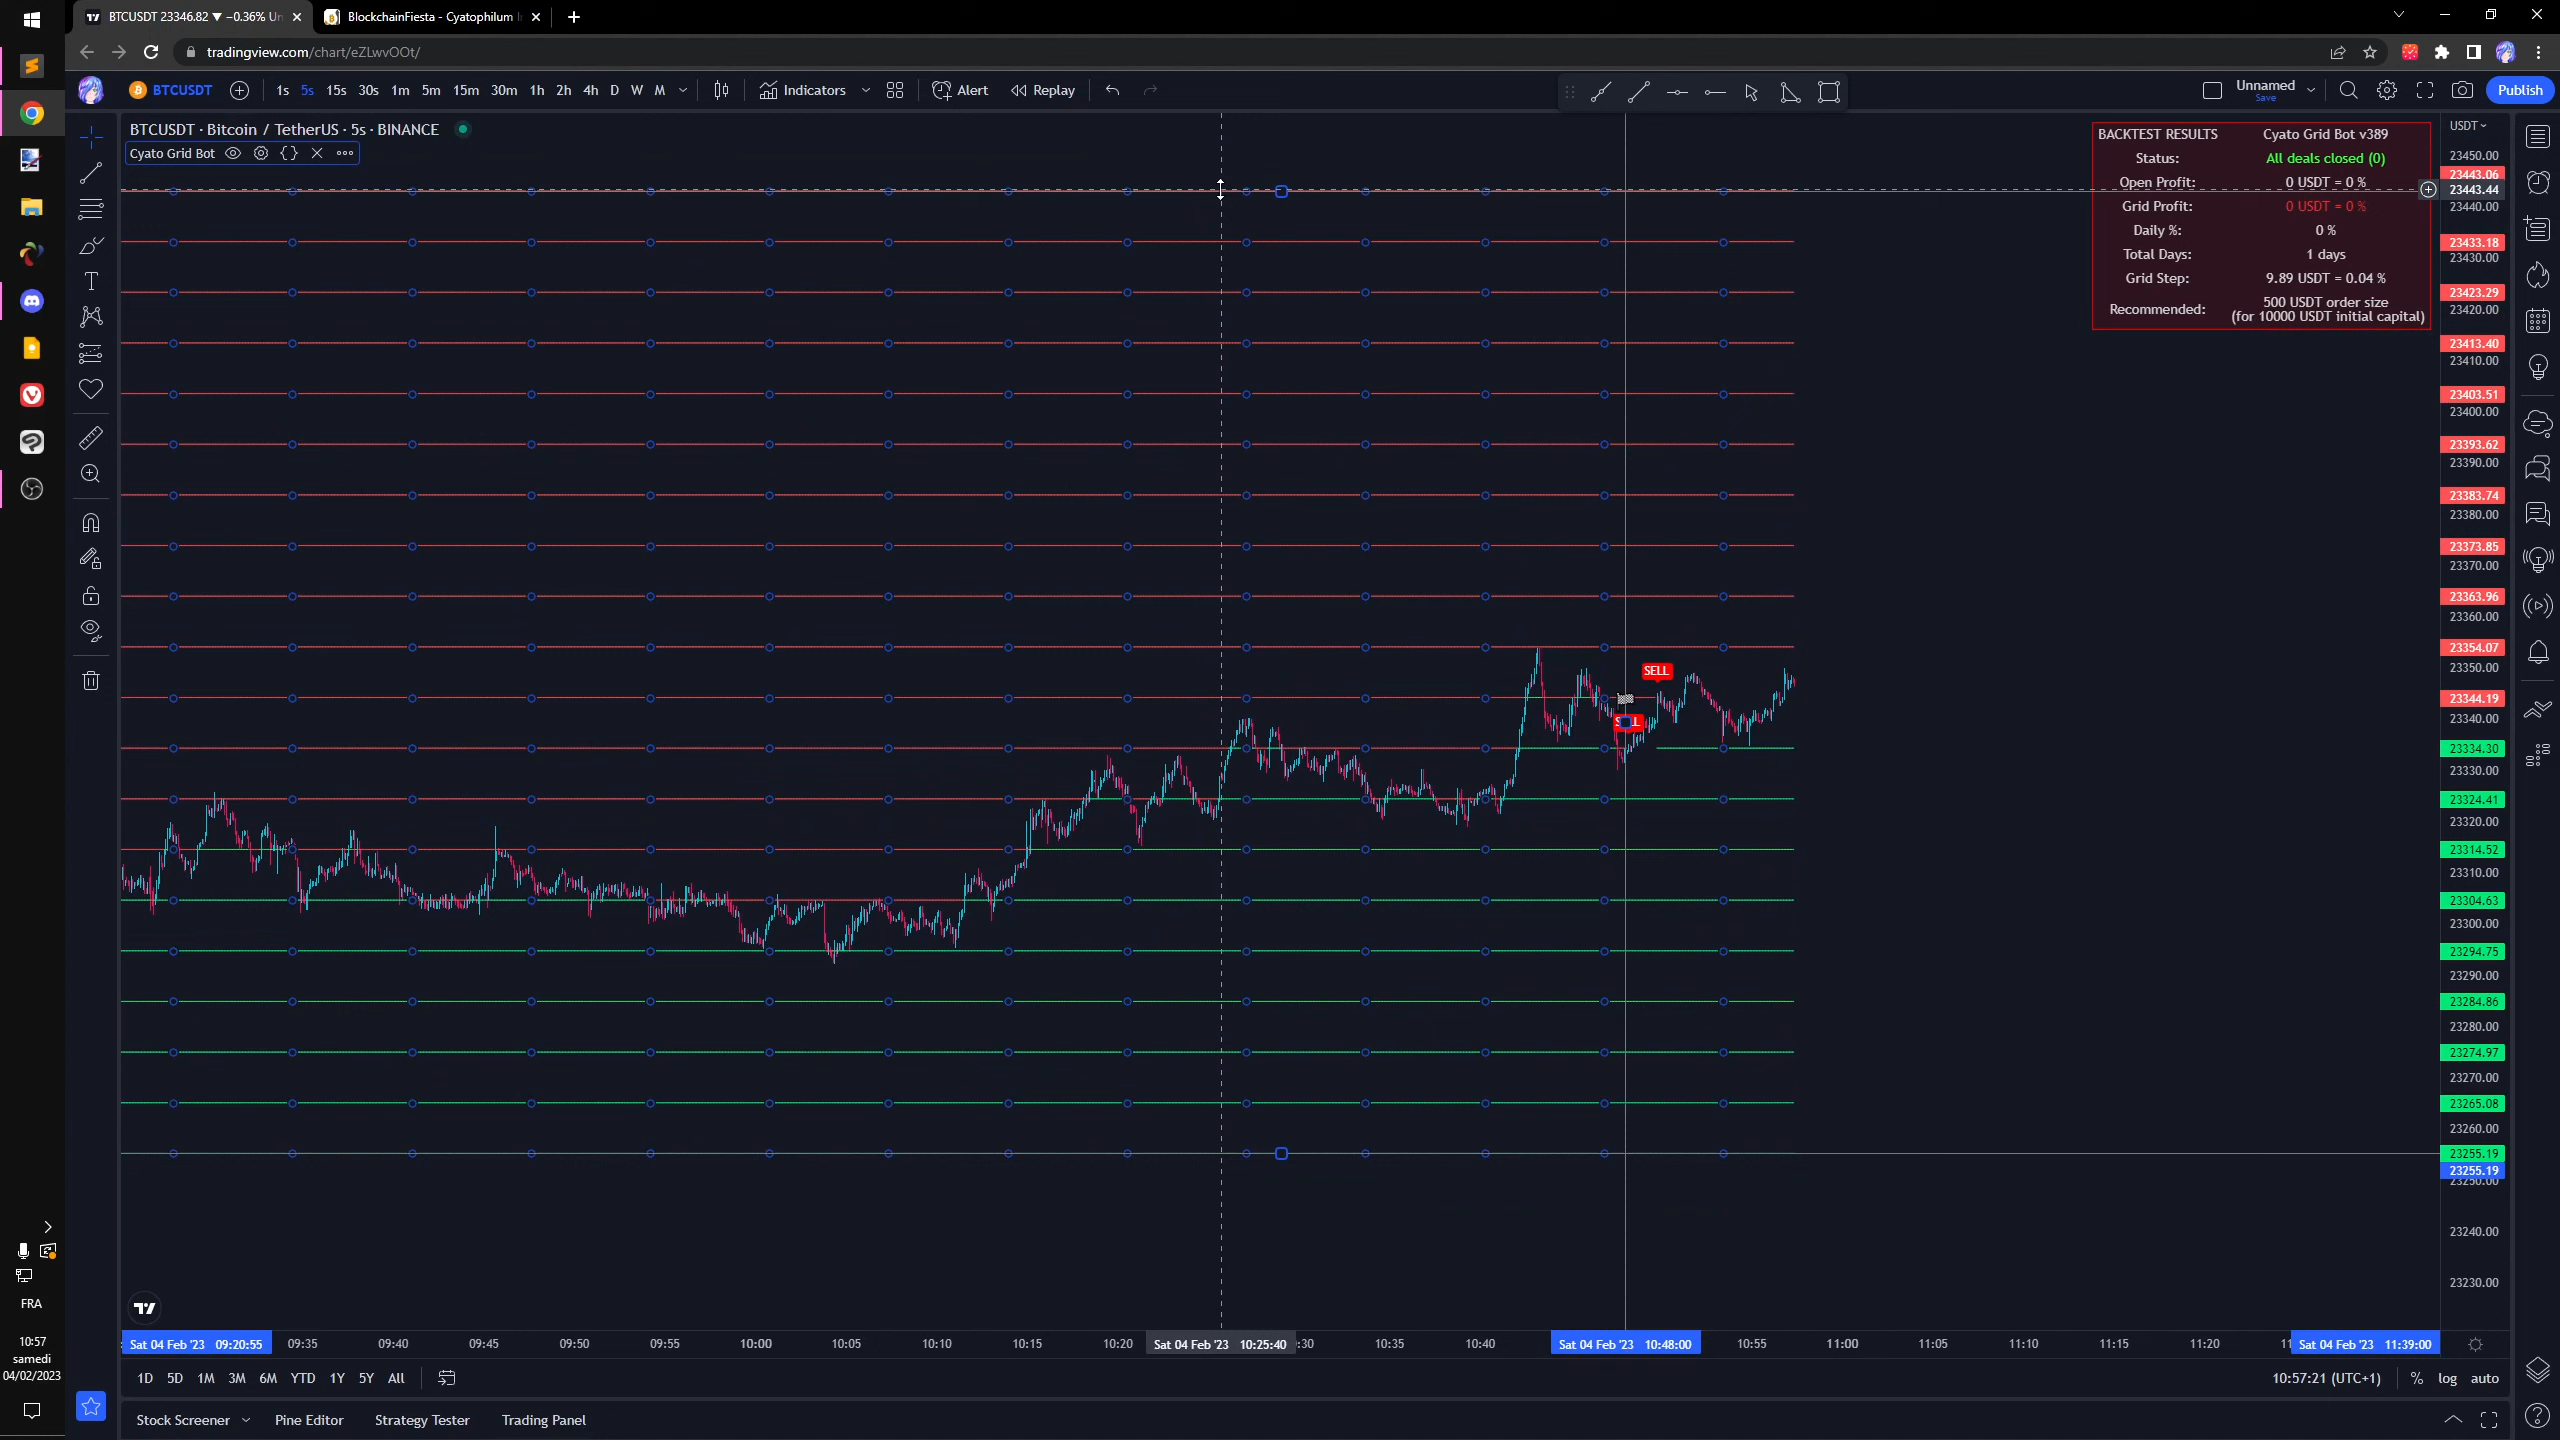 BTCUSDT 23346.82 ▼ −0.36% Un
BlockchainFiesta - Cyatophilum I
tradingview.com/chart/eZLwvOOt/
BTCUSDT 1s 5s 15s 30s 1m 5m 15m 30m 1h 2h 4h D W M Indicators Alert Replay Unnamed Save Publish
BTCUSDT · Bitcoin / TetherUS · 5s · BINANCE
Cyato Grid Bot
BACKTEST RESULTS Cyato Grid Bot v389
Status: All deals closed (0)
Open Profit: 0 USDT = 0 %
Grid Profit: 0 USDT = 0 %
Daily %: 0 %
Total Days: 1 days
Grid Step: 9.89 USDT = 0.04 %
Recommended: 500 USDT order size
(for 10000 USDT initial capital)
USDT
23450.00
23443.06
23443.44
23440.00
23433.18
23430.00
23423.29
23420.00
23413.40
23410.00
23403.51
23400.00
23393.62
23390.00
23383.74
23380.00
23373.85
23370.00
23363.96
23360.00
23354.07
23350.00
23344.19
23340.00
23334.30
23330.00
23324.41
23320.00
23314.52
23310.00
23304.63
23300.00
23294.75
23290.00
23284.86
23280.00
23274.97
23270.00
23265.08
23260.00
23255.19
23255.19
23250.00
23240.00
23230.00
SELL
SELL
Sat 04 Feb '23 09:20:55 09:35 09:40 09:45 09:50 09:55 10:00 10:05 10:10 10:15 10:20 Sat 04 Feb '23 10:25:40 :30 10:35 10:40 Sat 04 Feb '23 10:48:00 10:55 11:00 11:05 11:10 11:15 11:20 Sat 04 Feb '23 11:39:00
1D 5D 1M 3M 6M YTD 1Y 5Y All 10:57:21 (UTC+1) % log auto
Stock Screener Pine Editor Strategy Tester Trading Panel
FRA
10:57
samedi
04/02/2023